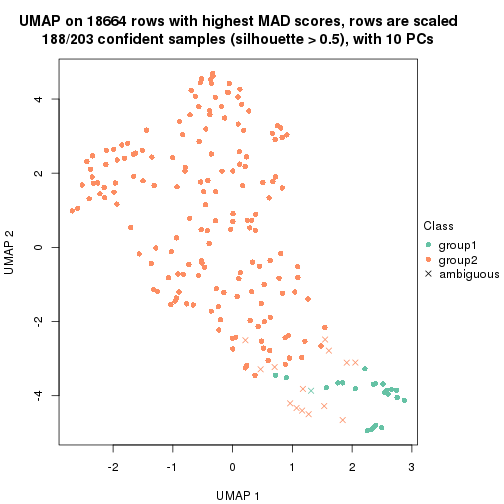 UMAP on 18664 rows with highest MAD scores, rows are scaled
188/203 confident samples (silhouette > 0.5), with 10 PCs
4
2
0
-2
-4
UMAP 2
-2
-1
0
1
2
3
UMAP 1
Class
group1
group2
ambiguous